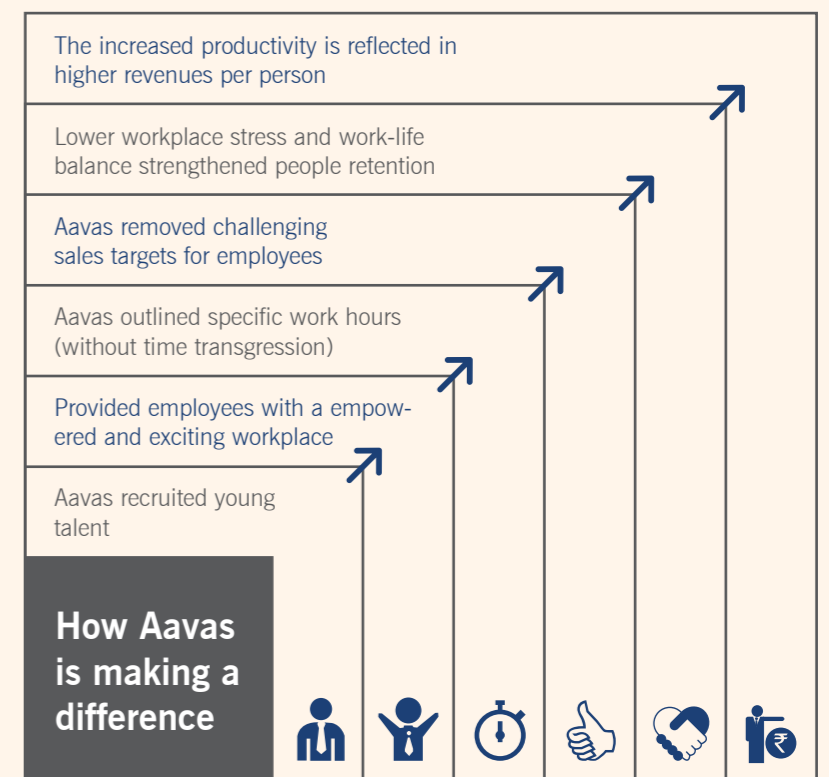 The increased productivity is reflected in
higher revenues per person
Lower workplace stress and work-life
balance strengthened people retention
Aavas removed challenging
sales targets for employees
Aavas outlined specific work hours
(without time transgression)
Provided employees with a empow-
ered and exciting workplace
Aavas recruited young
talent
How Aavas
is making a
difference
₹